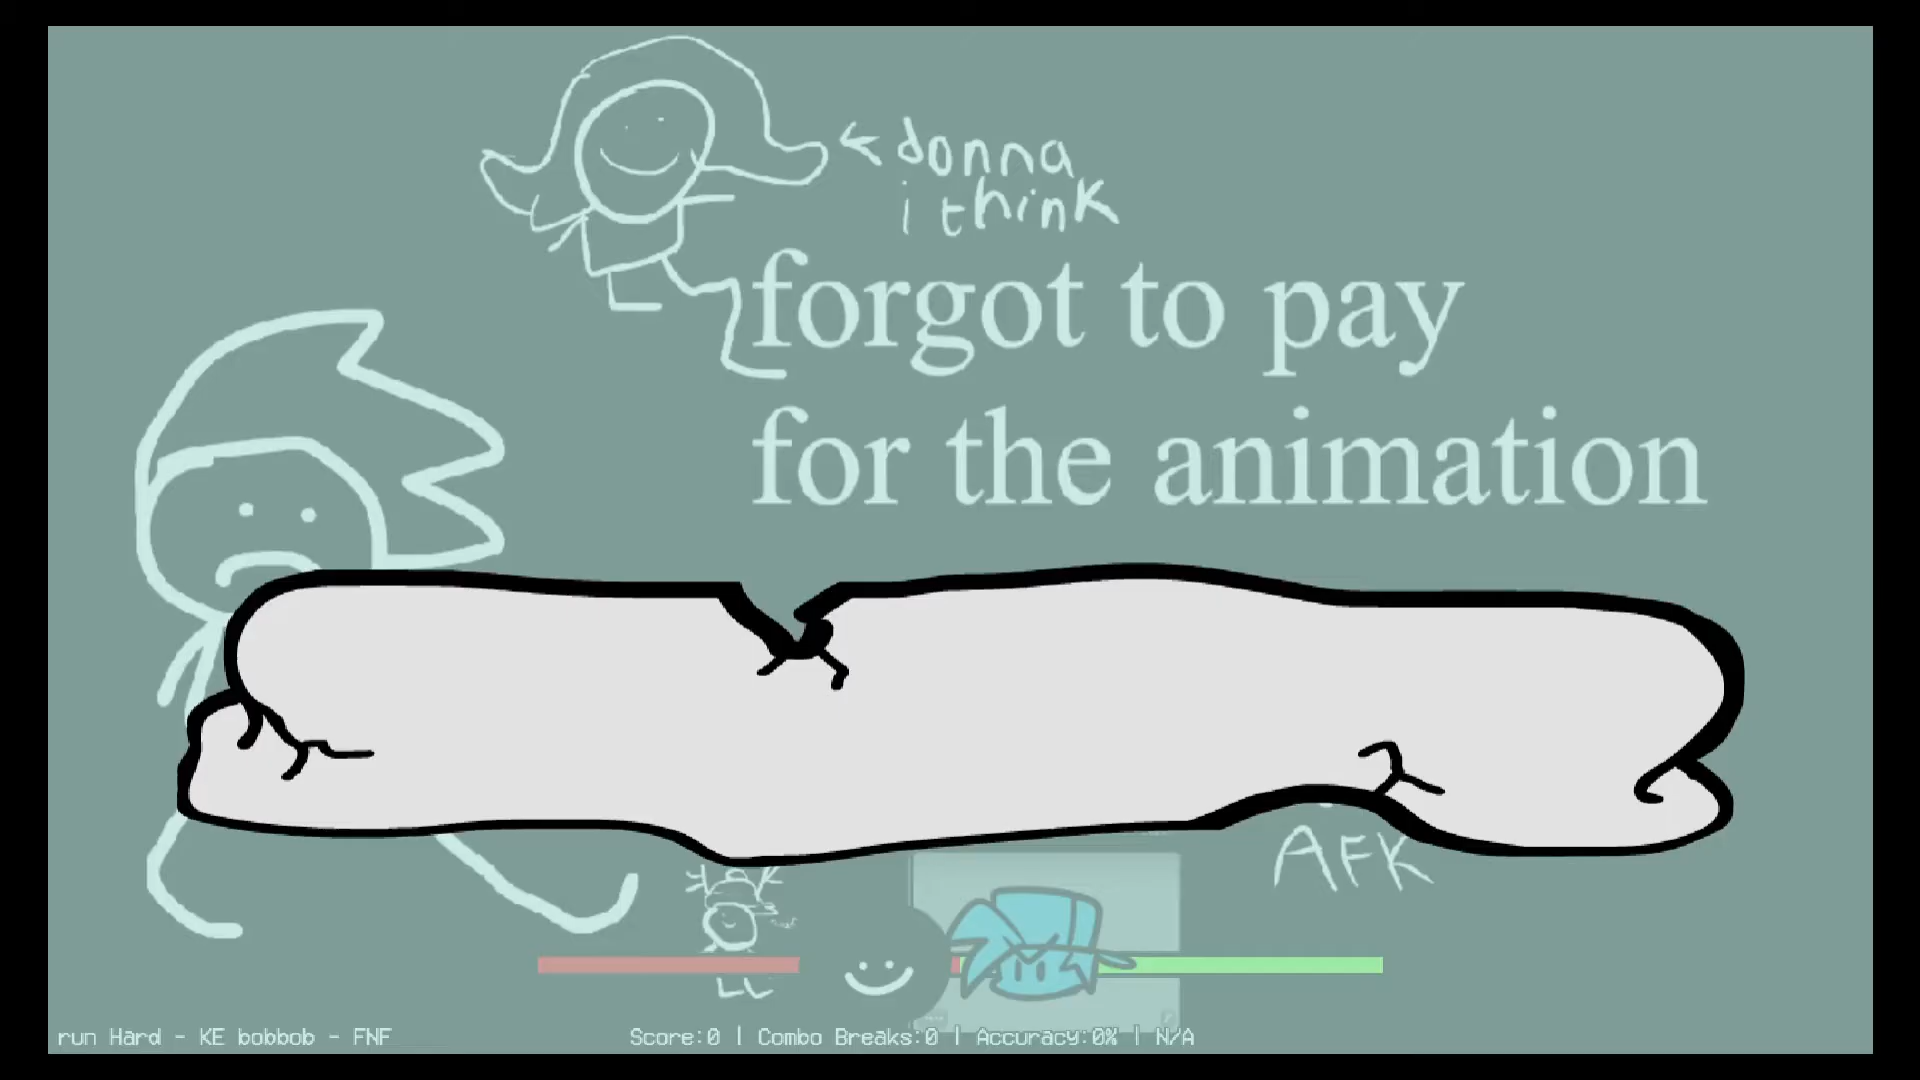 donna
i think
forgot to pay
for the animation
AFK
run Hard - KE bobbob - FNF
Score:0 | Combo Breaks:0 | Accuracy:0% | N/A